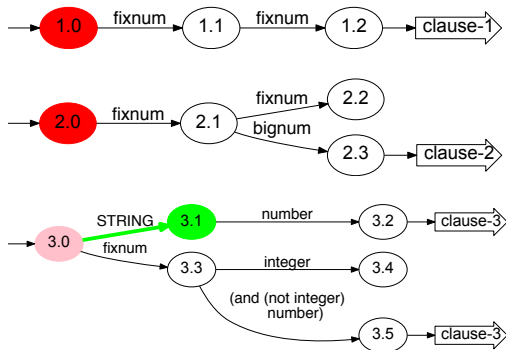 fixnum fixnum
1.0 1.1 1.2 clause-1
fixnum
fixnum 2.2
2.0 2.1
bignum
2.3 clause-2
STRING 3.1 number 3.2 clause-3
3.0
fixnum
3.3 integer 3.4
(and (not integer)
number)
3.5 clause-3